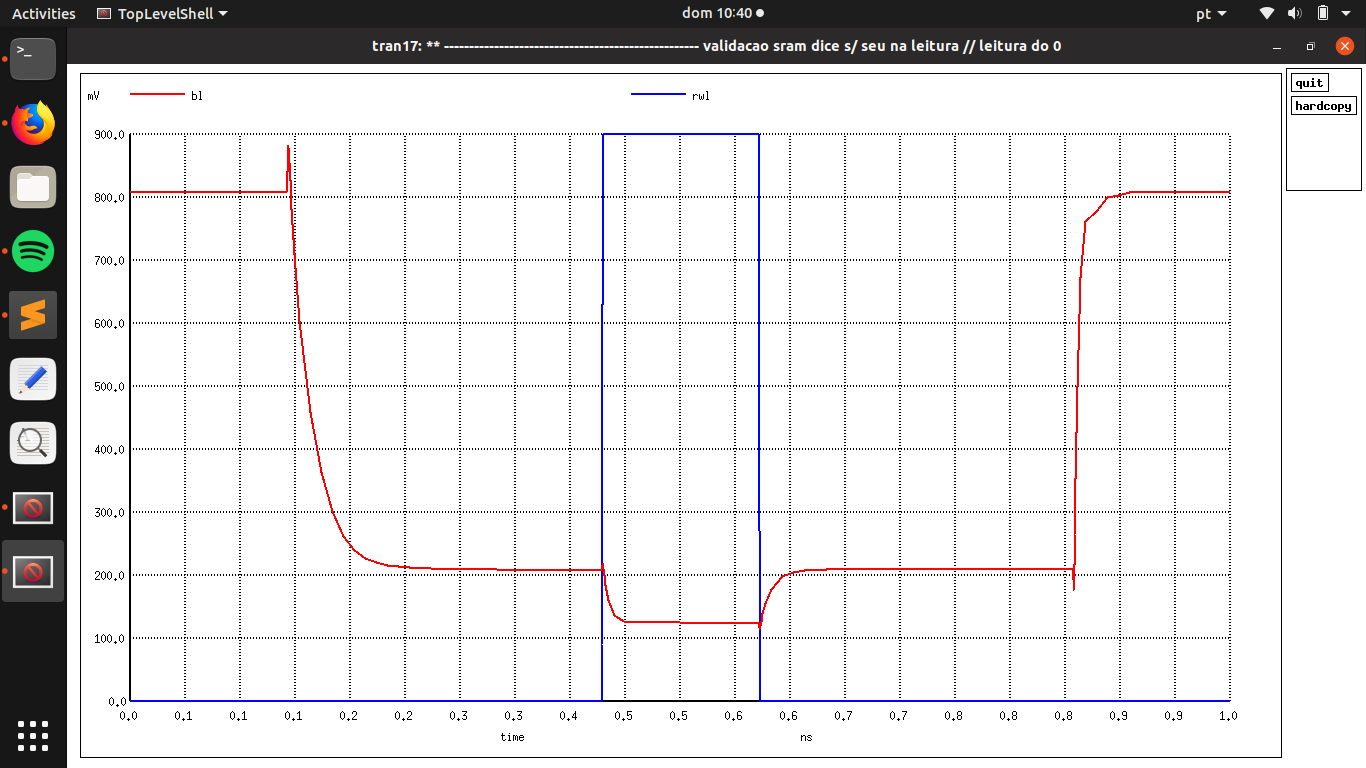 Activities TopLevelShell dom 10:40 pt
tran17: ** --------------------------------------------------- validacao sram dice s/ seu na leitura // leitura do 0
mV bl rwl
quit
hardcopy
900.0
800.0
700.0
600.0
500.0
400.0
300.0
200.0
100.0
0.0
0.0 0.1 0.1 0.1 0.2 0.2 0.3 0.3 0.4 0.5 0.5 0.6 0.6 0.7 0.7 0.8 0.8 0.8 0.9 0.9 1.0
time ns
>_